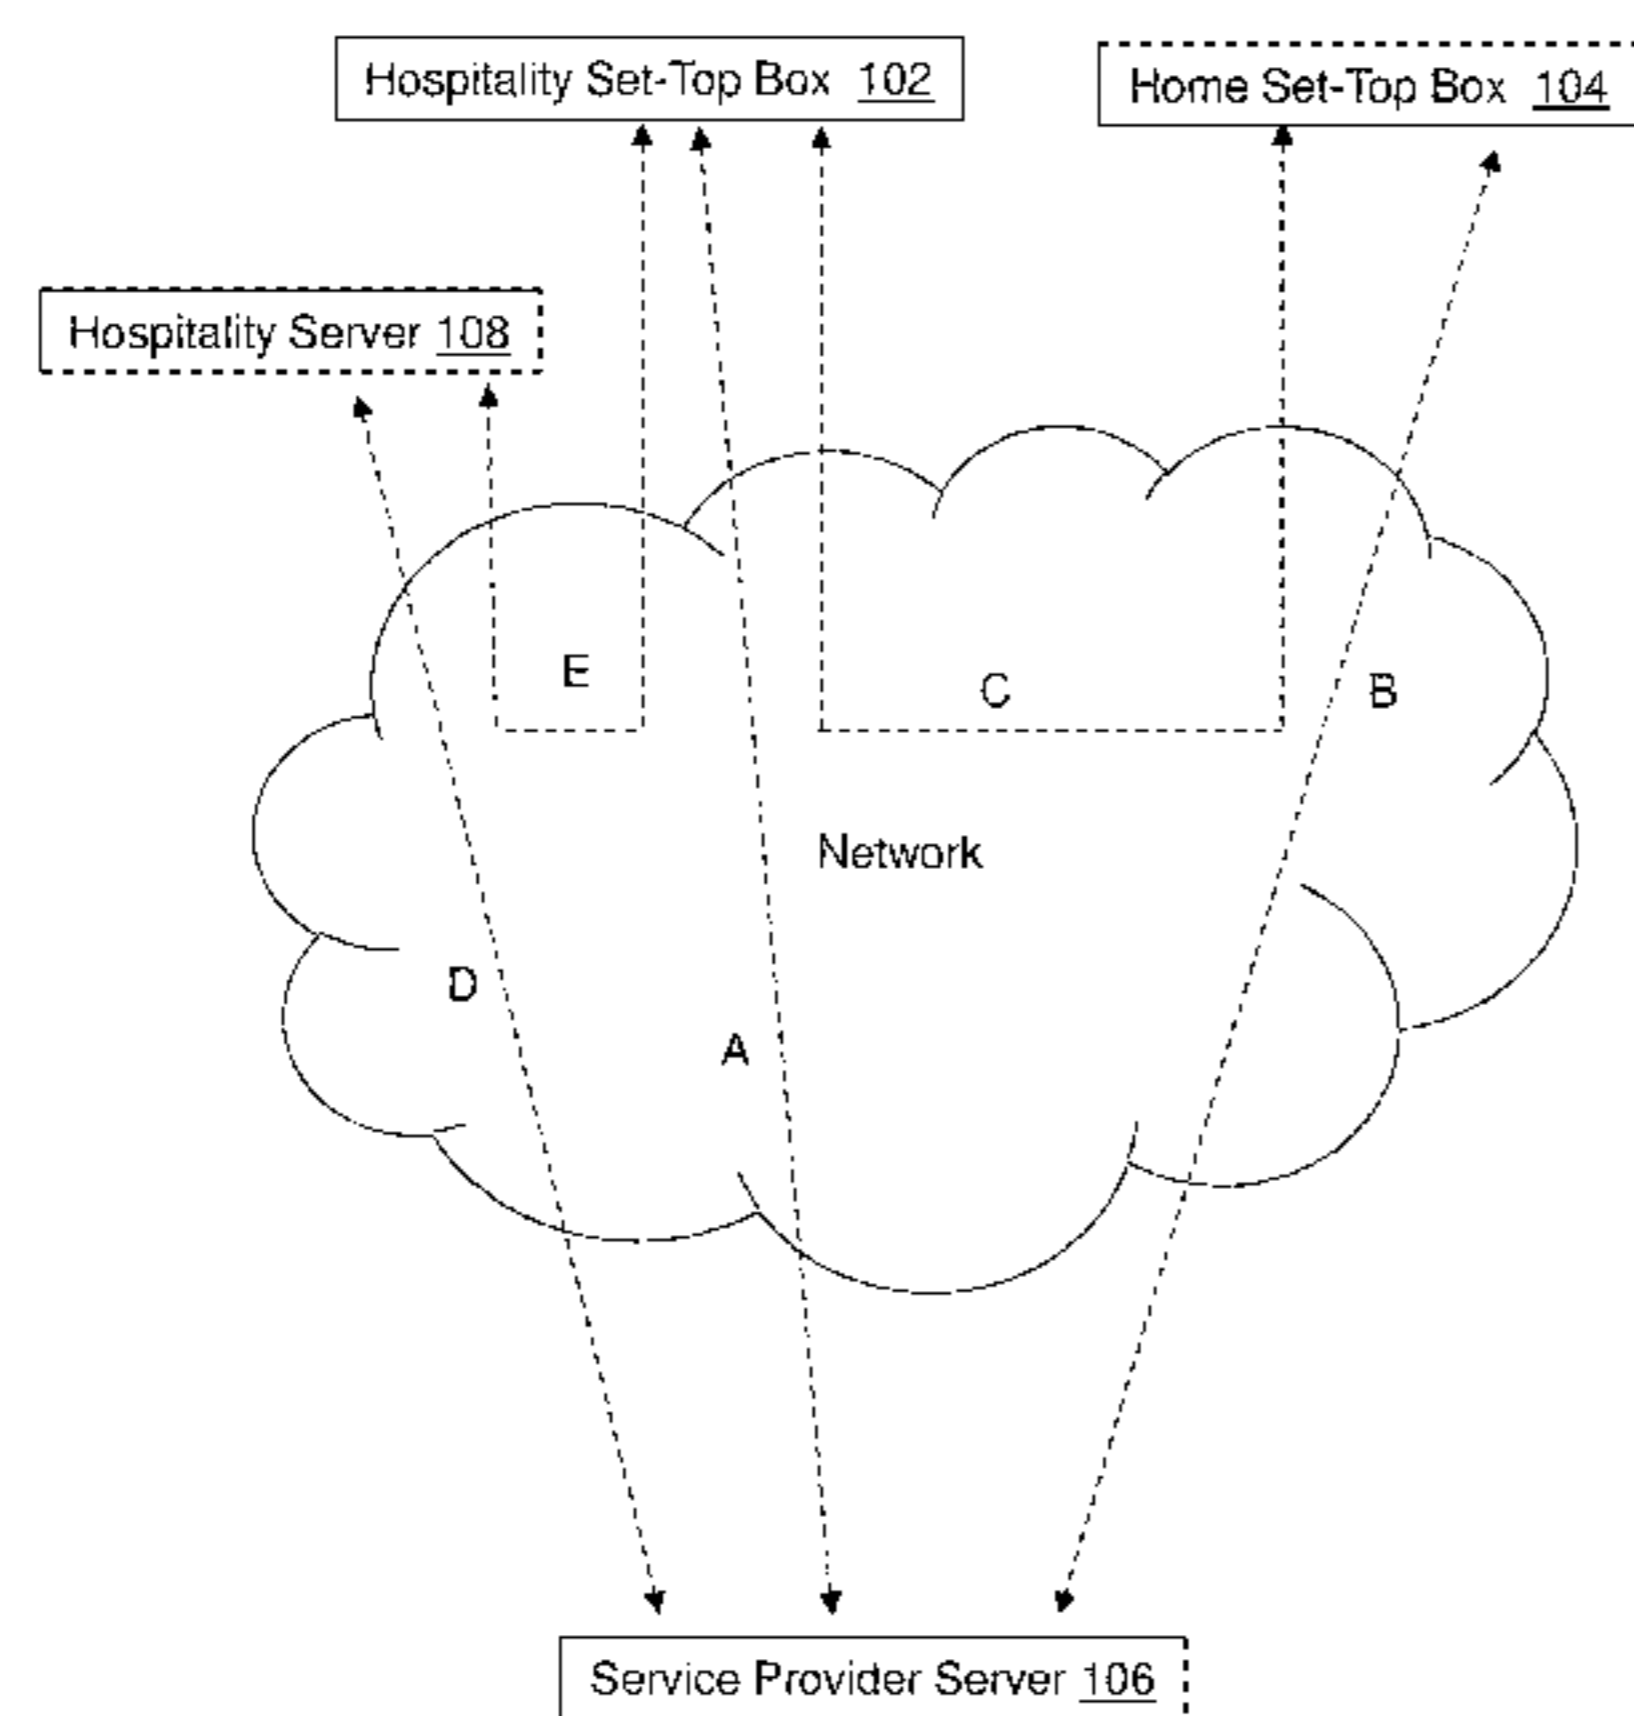 Hospitality Set-Top Box 102
Home Set-Top Box 104
Hospitality Server 108
E
C
B
Network
D
A
Service Provider Server 106